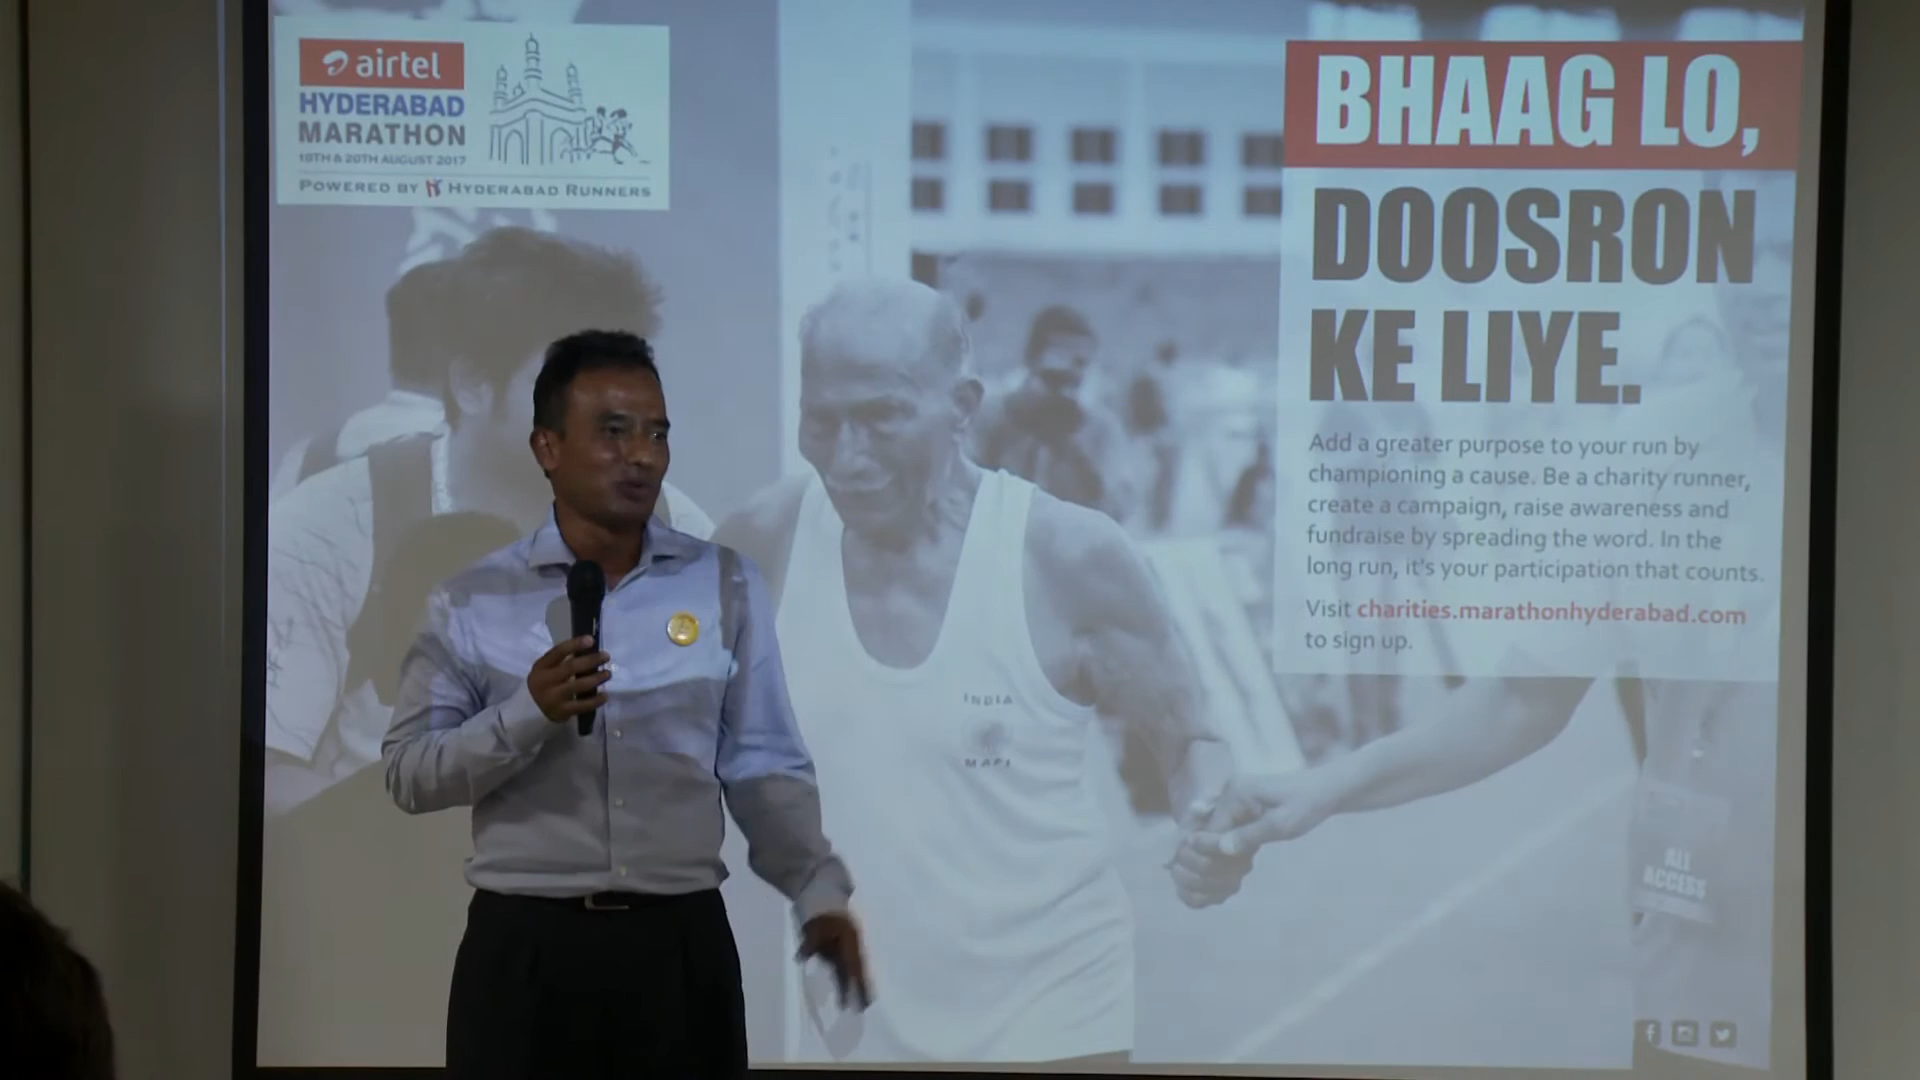 airtel
HYDERABAD
MARATHON
19TH & 20TH AUGUST 2017
POWERED BY HYDERABAD RUNNERS
BHAAG LO,
DOOSRON
KE LIYE.
Add a greater purpose to your run by
championing a cause. Be a charity runner,
create a campaign, raise awareness and
fundraise by spreading the word. In the
long run, it's your participation that counts.
Visit charities.marathonhyderabad.com
to sign up.
INDIA
ALL
ACCESS